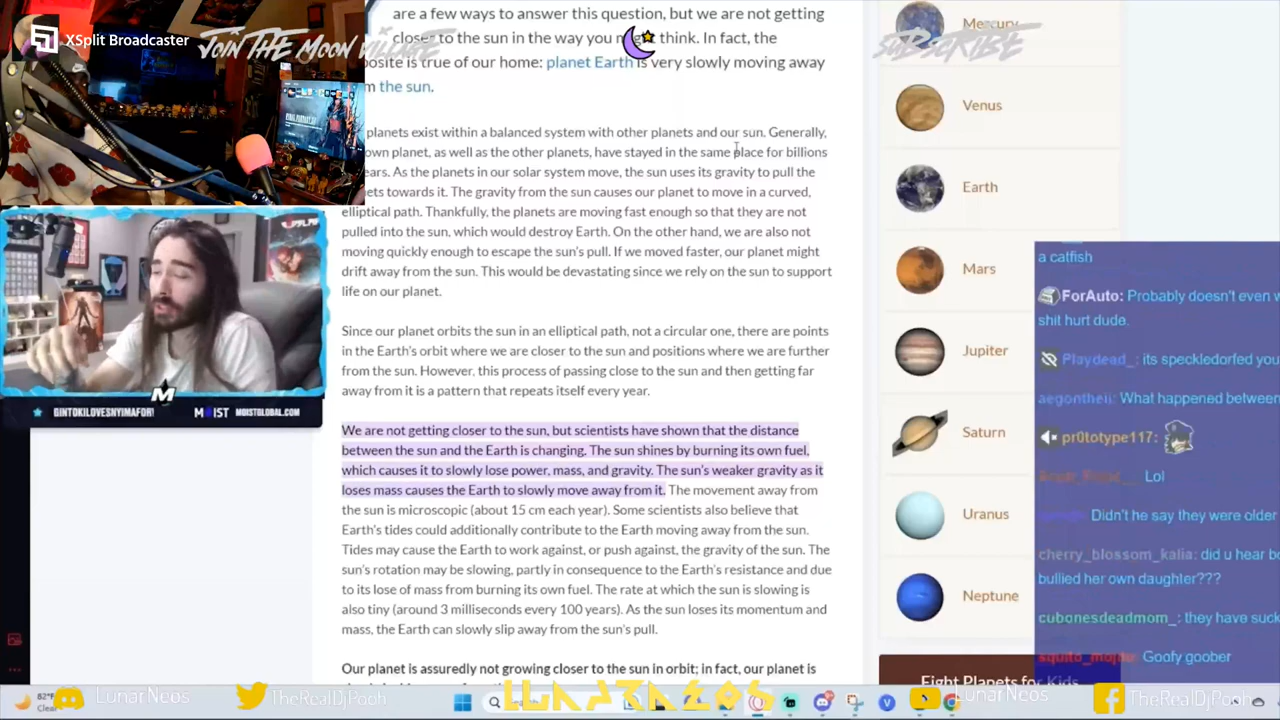 XSplit Broadcaster
JOIN THE MOON VILLAGE
SUBSCRIBE
are a few ways to answer this question, but we are not getting
closer to the sun in the way you might think. In fact, the
posite is true of our home: planet Earth is very slowly moving away
m the sun.
planets exist within a balanced system with other planets and our sun. Generally,
own planet, as well as the other planets, have stayed in the same place for billions
ears. As the planets in our solar system move, the sun uses its gravity to pull the
nets towards it. The gravity from the sun causes our planet to move in a curved,
elliptical path. Thankfully, the planets are moving fast enough so that they are not
pulled into the sun, which would destroy Earth. On the other hand, we are also not
moving quickly enough to escape the sun's pull. If we moved faster, our planet might
drift away from the sun. This would be devastating since we rely on the sun to support
life on our planet.
Since our planet orbits the sun in an elliptical path, not a circular one, there are points
in the Earth's orbit where we are closer to the sun and positions where we are further
from the sun. However, this process of passing close to the sun and then getting far
away from it is a pattern that repeats itself every year.
We are not getting closer to the sun, but scientists have shown that the distance
between the sun and the Earth is changing. The sun shines by burning its own fuel,
which causes it to slowly lose power, mass, and gravity. The sun's weaker gravity as it
loses mass causes the Earth to slowly move away from it. The movement away from
the sun is microscopic (about 15 cm each year). Some scientists also believe that
Earth's tides could additionally contribute to the Earth moving away from the sun.
Tides may cause the Earth to work against, or push against, the gravity of the sun. The
sun's rotation may be slowing, partly in consequence to the Earth's resistance and due
to its lose of mass from burning its own fuel. The rate at which the sun is slowing is
also tiny (around 3 milliseconds every 100 years). As the sun loses its momentum and
mass, the Earth can slowly slip away from the sun's pull.
Our planet is assuredly not growing closer to the sun in orbit; in fact, our planet is
Mercury
Venus
Earth
Mars
Jupiter
Saturn
Uranus
Neptune
Eight Planets for Kids
a catfish
ForAuto: Probably doesn't even w
shit hurt dude.
Playdead_: its speckledorfed you
aegontheii: What happened between
pr0totype117:
Lol
Didn't he say they were older
cherry_blossom_kalia: did u hear bo
bullied her own daughter???
cubonesdeadmom_: they have suck
squito_mojito: Goofy goober
GINTOKILOVESNYIMAFOR!
M
MOIST
MOISTGLOBAL.COM
82°F
Clear
LunarNeos
TheRealDjPooh
LunarNeos
TheRealDjPooh